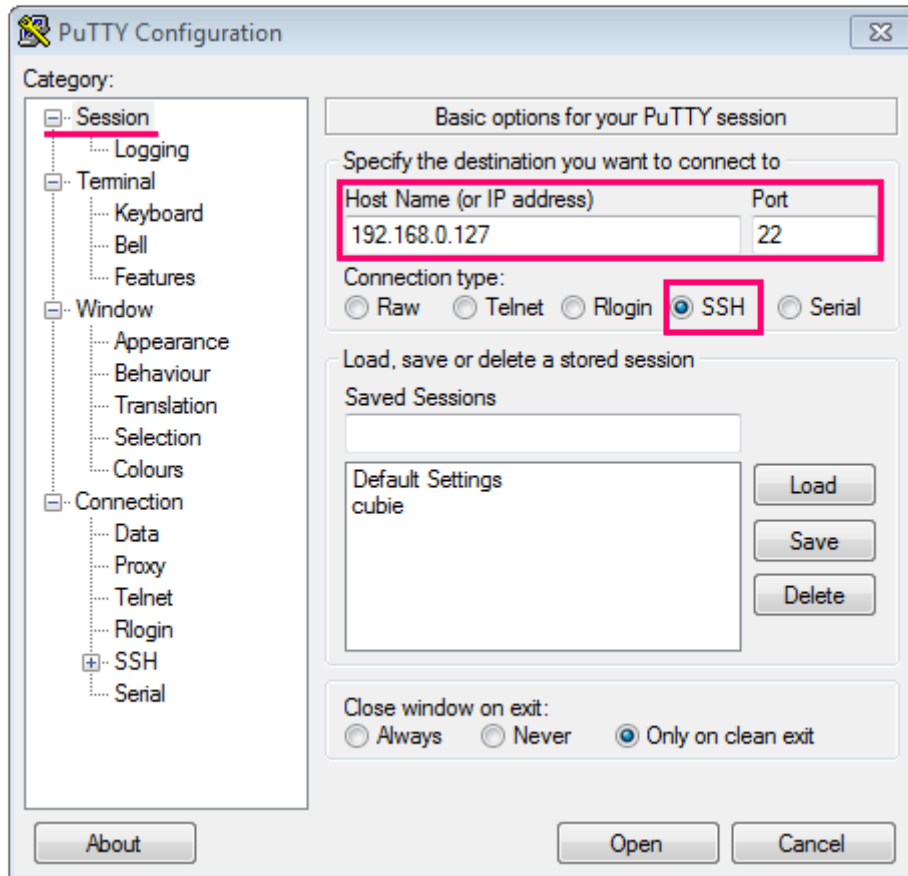 PuTTY Configuration
Category:
Session
Logging
Terminal
Keyboard
Bell
Features
Window
Appearance
Behaviour
Translation
Selection
Colours
Connection
Data
Proxy
Telnet
Rlogin
SSH
Serial
Basic options for your PuTTY session
Specify the destination you want to connect to
Host Name (or IP address) Port
192.168.0.127 22
Connection type:
Raw Telnet Rlogin SSH Serial
Load, save or delete a stored session
Saved Sessions
Default Settings
cubie
Load
Save
Delete
Close window on exit:
Always Never Only on clean exit
About Open Cancel